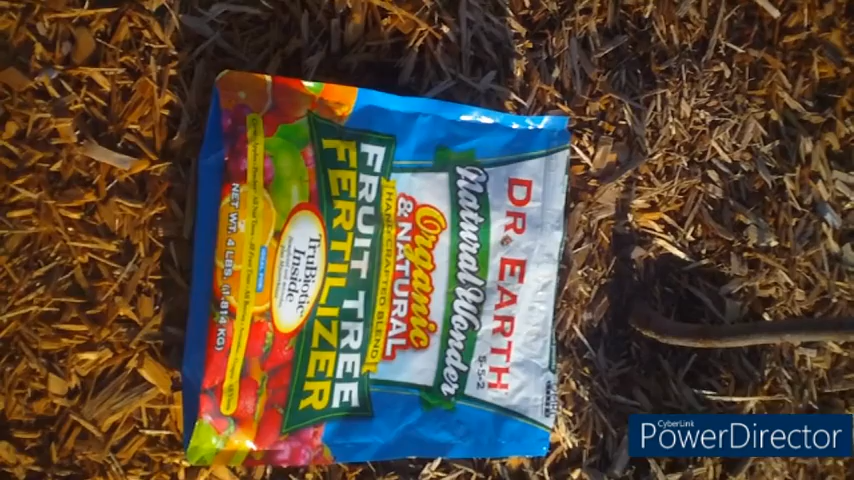 DR. EARTH
5-5-2
Natural Wonder
Organic
& NATURAL
HAND CRAFTED BLEND
FRUIT TREE
FERTILIZER
TruBiotic
Inside
NET WT. 4 LBS. (1.814 KG)
CyberLink
PowerDirector